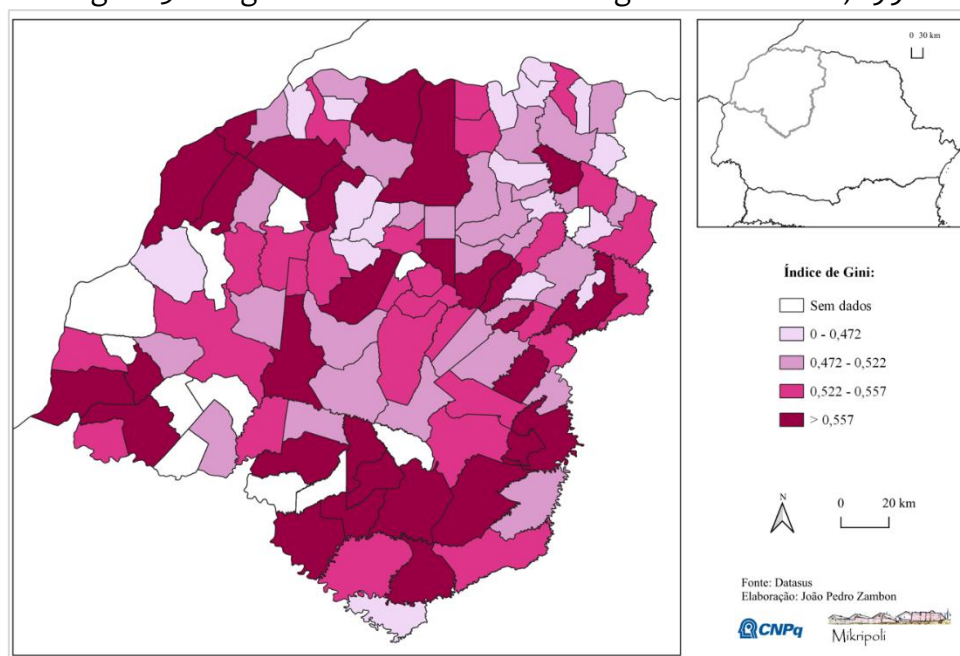 0 30 km
Índice de Gini:
Sem dados
0 - 0,472
0,472 - 0,522
0,522 - 0,557
> 0,557
N
0 20 km
Fonte: Datasus
Elaboração: João Pedro Zambon
CNPq
Mikripoli